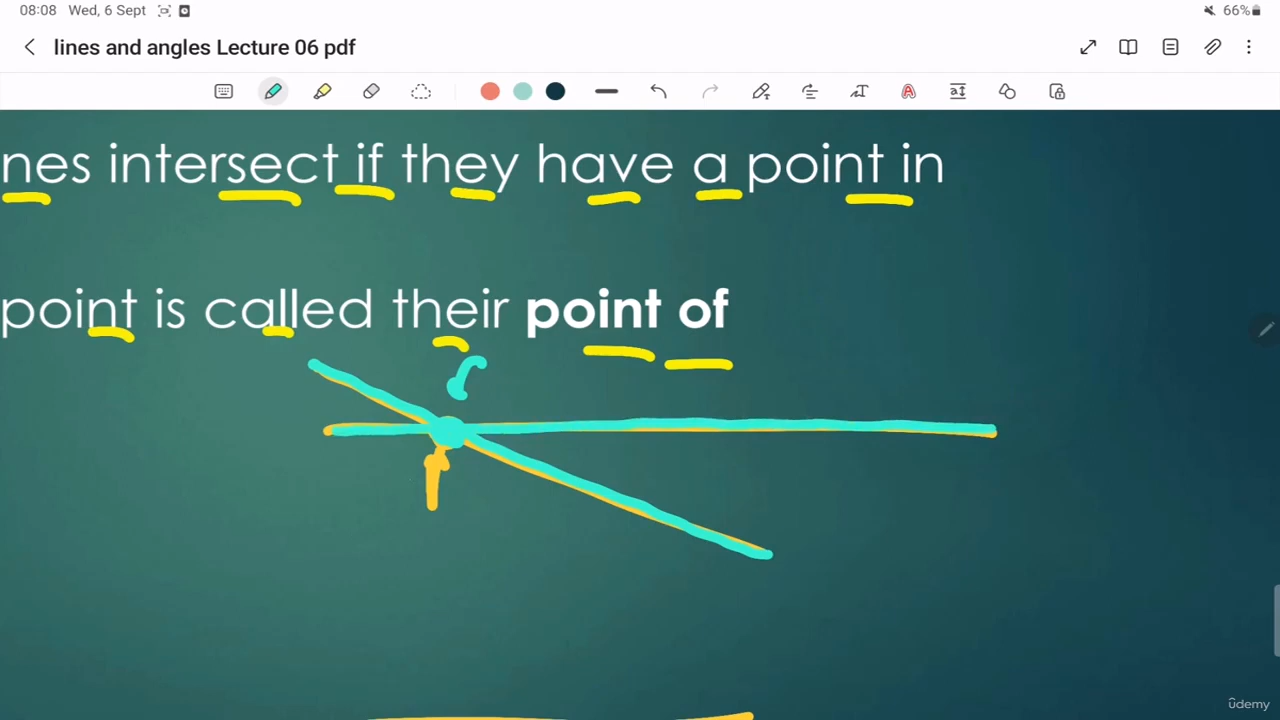 08:08 Wed, 6 Sept 66%
lines and angles Lecture 06 pdf
nes intersect if they have a point in
point is called their point of
ûdemy